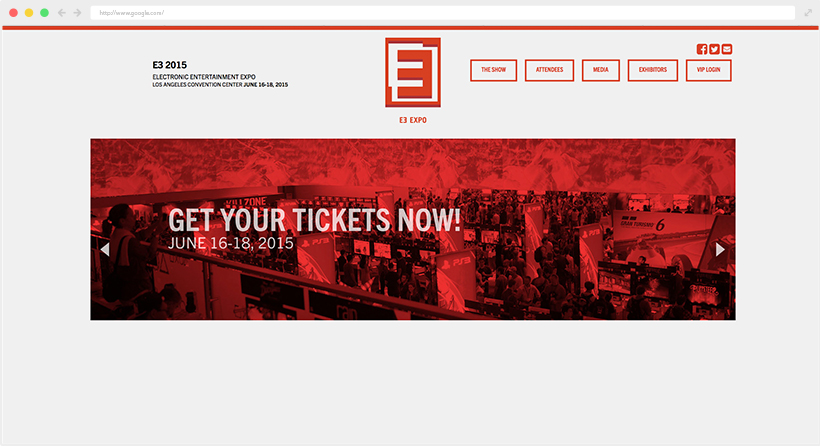 http://www.google.com/
E3 2015
ELECTRONIC ENTERTAINMENT EXPO
LOS ANGELES CONVENTION CENTER JUNE 16-18, 2015
E3
E3 EXPO
THE SHOW
ATTENDEES
MEDIA
EXHIBITORS
VIP LOGIN
KILLZONE
GET YOUR TICKETS NOW!
JUNE 16-18, 2015
PS3
PS3
GRAN TURISMO 6